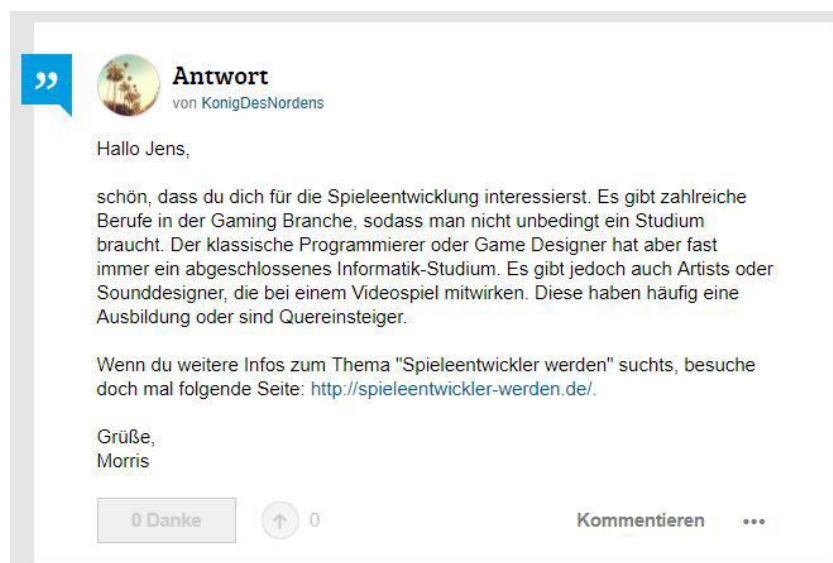 Antwort
von KonigDesNordens
Hallo Jens,
schön, dass du dich für die Spieleentwicklung interessierst. Es gibt zahlreiche
Berufe in der Gaming Branche, sodass man nicht unbedingt ein Studium
braucht. Der klassische Programmierer oder Game Designer hat aber fast
immer ein abgeschlossenes Informatik-Studium. Es gibt jedoch auch Artists oder
Sounddesigner, die bei einem Videospiel mitwirken. Diese haben häufig eine
Ausbildung oder sind Quereinsteiger.
Wenn du weitere Infos zum Thema "Spieleentwickler werden" suchts, besuche
doch mal folgende Seite: http://spieleentwickler-werden.de/.
Grüße,
Morris
0 Danke
0
Kommentieren